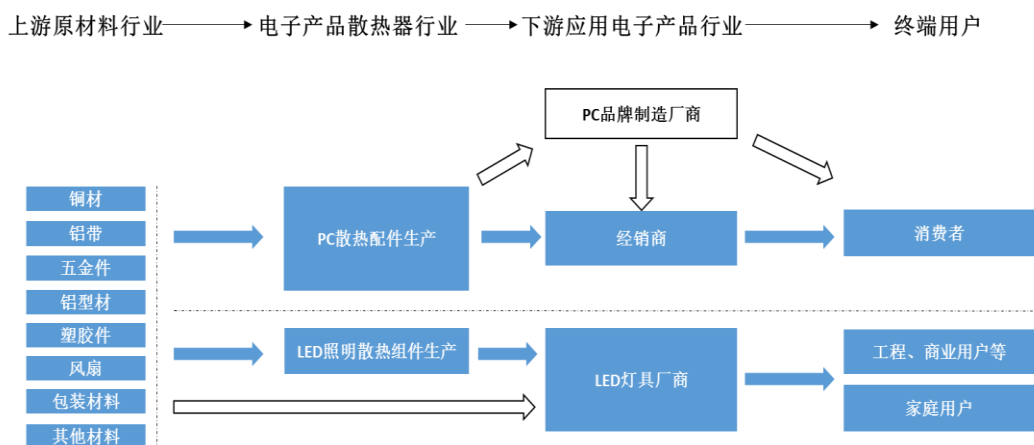 上游原材料行业
电子产品散热器行业
下游应用电子产品行业
终端用户
PC品牌制造厂商
铜材
铝带
五金件
铝型材
塑胶件
风扇
包装材料
其他材料
PC散热配件生产
经销商
消费者
LED照明散热组件生产
LED灯具厂商
工程、商业用户等
家庭用户